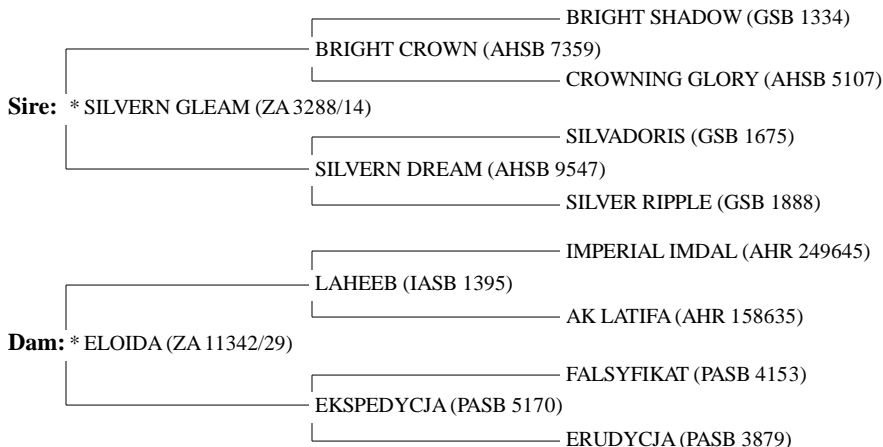 BRIGHT SHADOW (GSB 1334)
BRIGHT CROWN (AHSB 7359)
CROWNING GLORY (AHSB 5107)
Sire: * SILVERN GLEAM (ZA 3288/14)
SILVADORIS (GSB 1675)
SILVERN DREAM (AHSB 9547)
SILVER RIPPLE (GSB 1888)
IMPERIAL IMDAL (AHR 249645)
LAHEEB (IASB 1395)
AK LATIFA (AHR 158635)
Dam: * ELOIDA (ZA 11342/29)
FALSYFIKAT (PASB 4153)
EKSPEDYCJA (PASB 5170)
ERUDYCJA (PASB 3879)